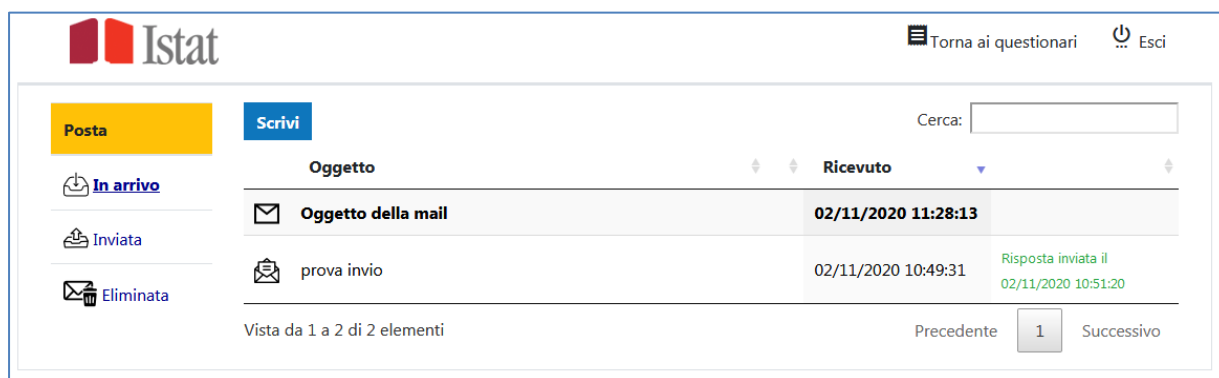 Istat
Torna ai questionari Esci
Posta
In arrivo
Inviata
Eliminata
Scrivi Cerca:
Oggetto Ricevuto
Oggetto della mail 02/11/2020 11:28:13
prova invio 02/11/2020 10:49:31 Risposta inviata il
02/11/2020 10:51:20
Vista da 1 a 2 di 2 elementi Precedente 1 Successivo